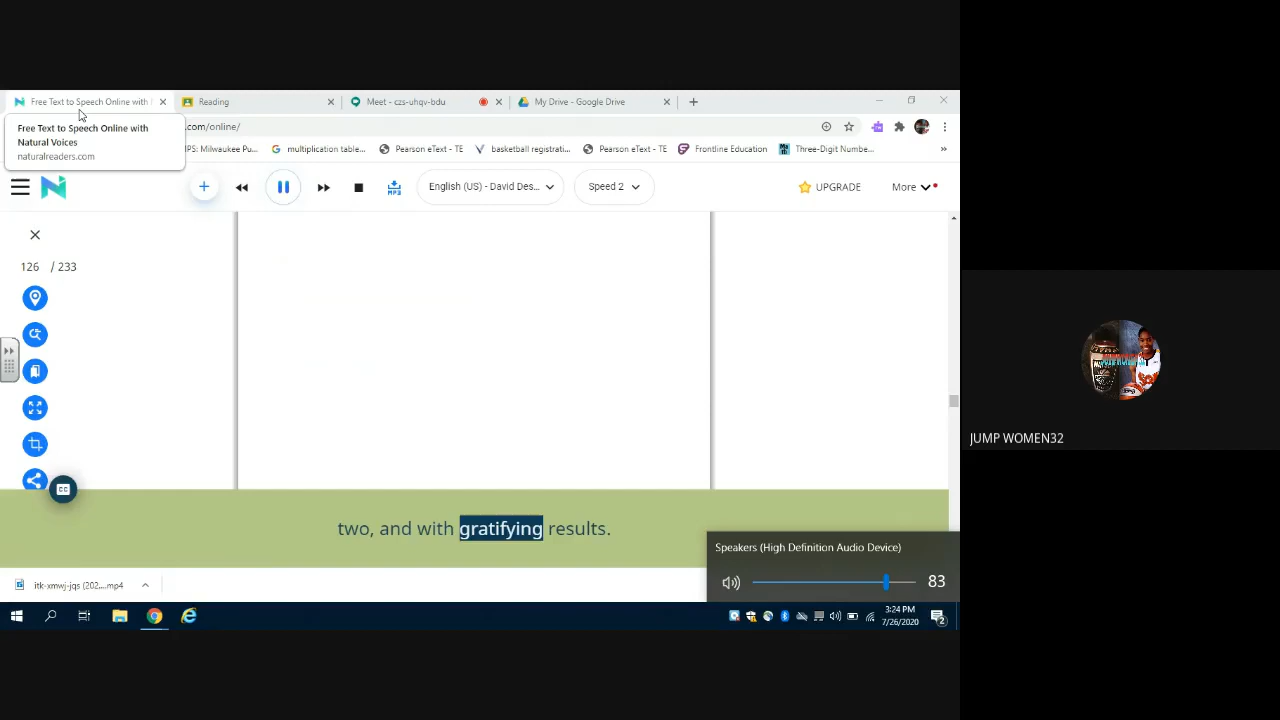 Free Text to Speech Online with
Reading
Meet - czs-uhqv-bdu
My Drive - Google Drive
Free Text to Speech Online with
Natural Voices
naturalreaders.com
.com/online/
IPS: Milwaukee Pu...
multiplication table...
Pearson eText - TE
basketball registrati...
Pearson eText - TE
Frontline Education
Three-Digit Numbe...
MP3
English (US) - David Des...
Speed 2
UPGRADE
More
126 / 233
CC
two, and with gratifying results.
JUMP WOMEN32
Speakers (High Definition Audio Device)
83
itk-xmwj-jqs (202....mp4
3:24 PM
7/26/2020
2